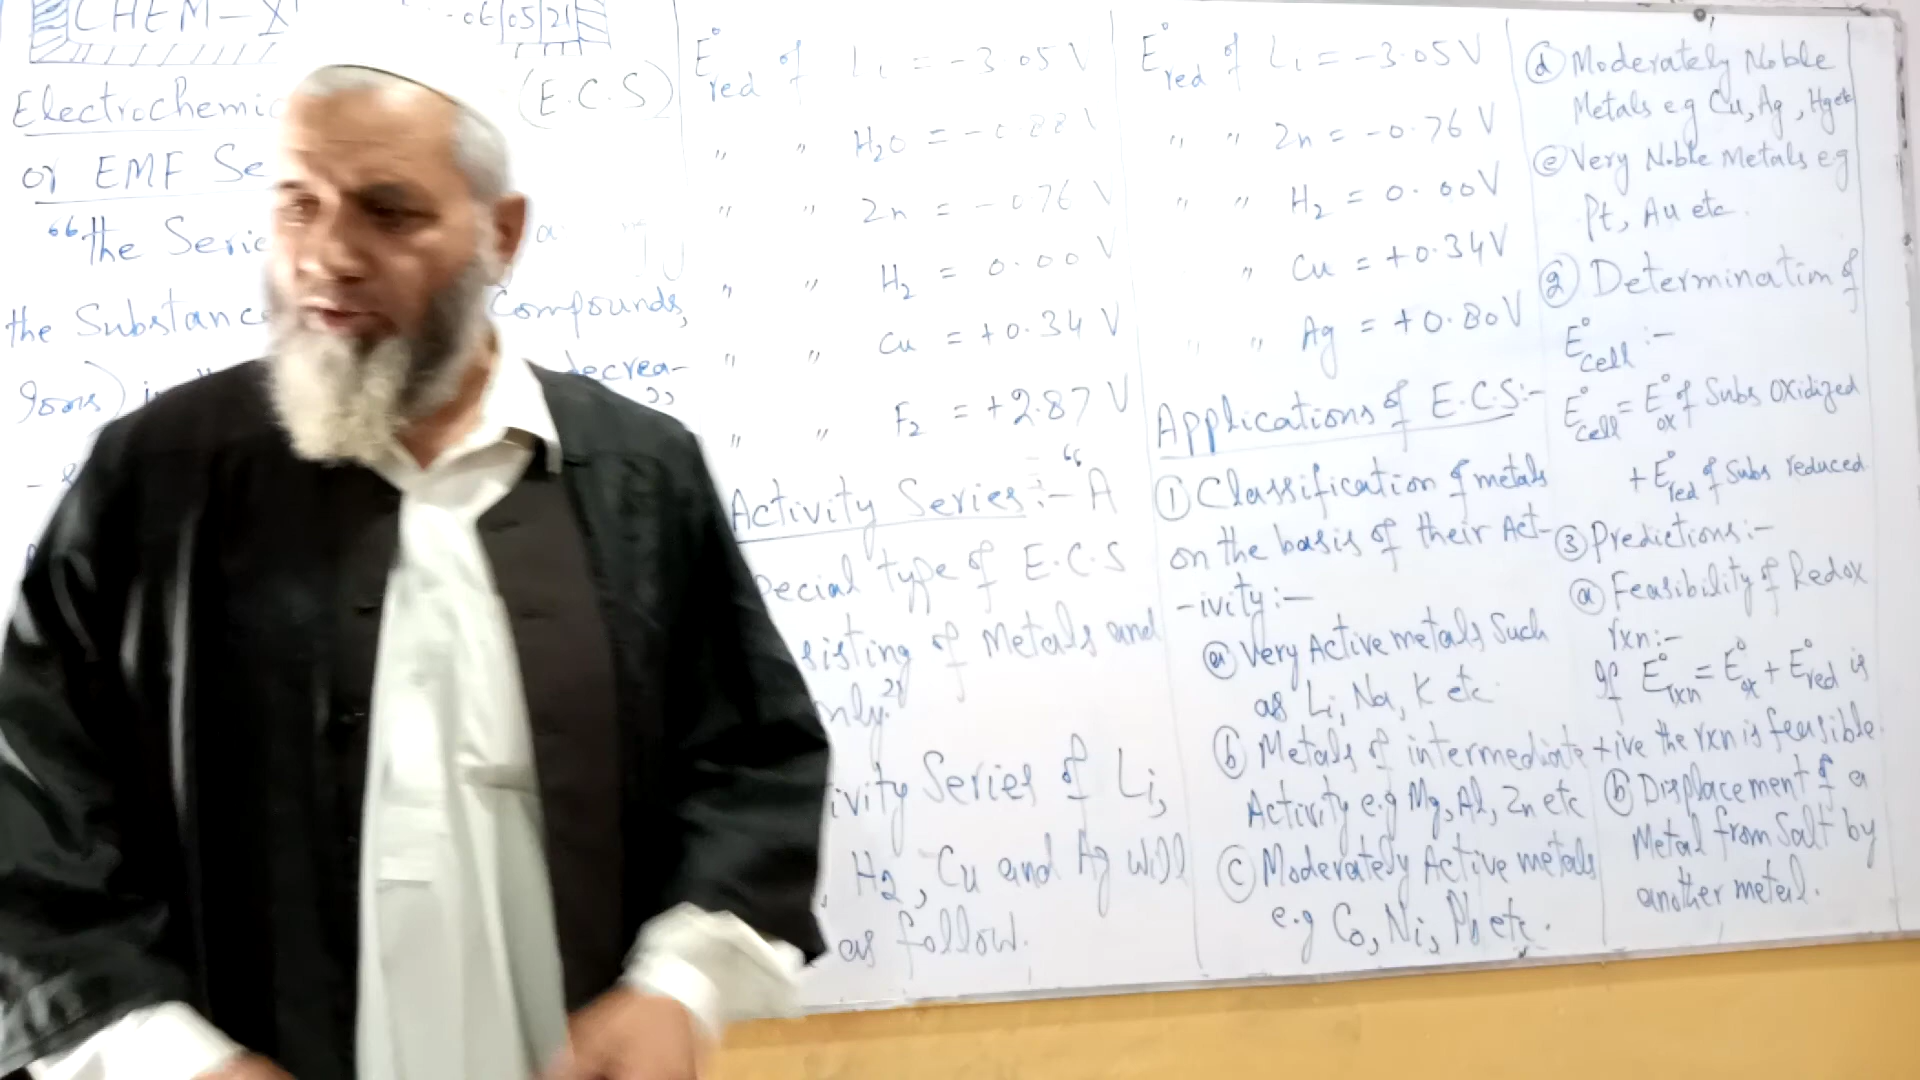 CHEM-X
06/05/21
Electrochemic (E.C.S)
or EMF Se
"the Serie a
the Substance Compounds,
Ions) decrea-
E°red of Li = -3.05 V
" " H2O = -0.88 V
" " Zn = -0.76 V
" " H2 = 0.00 V
" " Cu = +0.34 V
" " F2 = +2.87 V
Activity Series:- "A
pecial type of E.C.S
sisting of Metals and
nly."
ivity Series of Li,
, H2, Cu and Ag will
as follow.
E°red of Li = -3.05 V
" " Zn = -0.76 V
" " H2 = 0.00 V
" Cu = +0.34 V
" " Ag = +0.80 V
Applications of E.C.S:-
① Classification of metals
on the basis of their Act-
-ivity:-
ⓐ Very Active metals Such
as Li, Na, K etc
ⓑ Metals of intermediate
Activity e.g Mg, Al, Zn etc
ⓒ Moderately Active metals
e.g Co, Ni, Pb etc.
ⓓ Moderately Noble
Metals e.g Cu, Ag, Hg etc
ⓔ Very Noble Metals e.g
Pt, Au etc.
② Determination of
E°cell :-
E°cell = E°ox of Subs Oxidized
+ E°red of Subs reduced
③ Predictions:-
ⓐ Feasibility of Redox
rxn:-
If E°rxn = E°ox + E°red is
+ive the rxn is feasible.
ⓑ Displacement of a
Metal from Salt by
another metal.